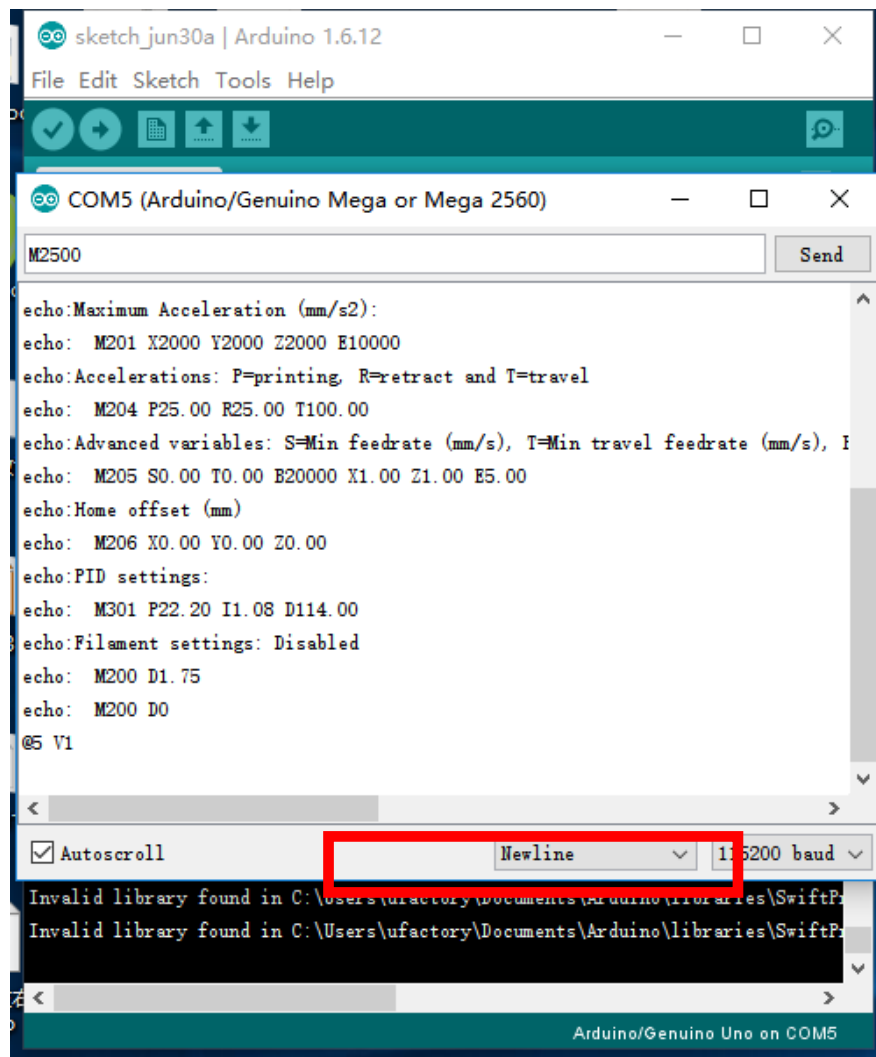 sketch_jun30a | Arduino 1.6.12
File Edit Sketch Tools Help
COM5 (Arduino/Genuino Mega or Mega 2560)
M2500
Send
echo:Maximum Acceleration (mm/s2):
echo:  M201 X2000 Y2000 Z2000 E10000
echo:Accelerations: P=printing, R=retract and T=travel
echo:  M204 P25.00 R25.00 T100.00
echo:Advanced variables: S=Min feedrate (mm/s), T=Min travel feedrate (mm/s),
echo:  M205 S0.00 T0.00 B20000 X1.00 Z1.00 E5.00
echo:Home offset (mm)
echo:  M206 X0.00 Y0.00 Z0.00
echo:PID settings:
echo:  M301 P22.20 I1.08 D114.00
echo:Filament settings: Disabled
echo:  M200 D1.75
echo:  M200 D0
@5 V1
Autoscroll
Newline
115200 baud
Invalid library found in C:\Users\ufactory\Documents\Arduino\libraries\SwiftPr
Invalid library found in C:\Users\ufactory\Documents\Arduino\libraries\SwiftPr
Arduino/Genuino Uno on COM5